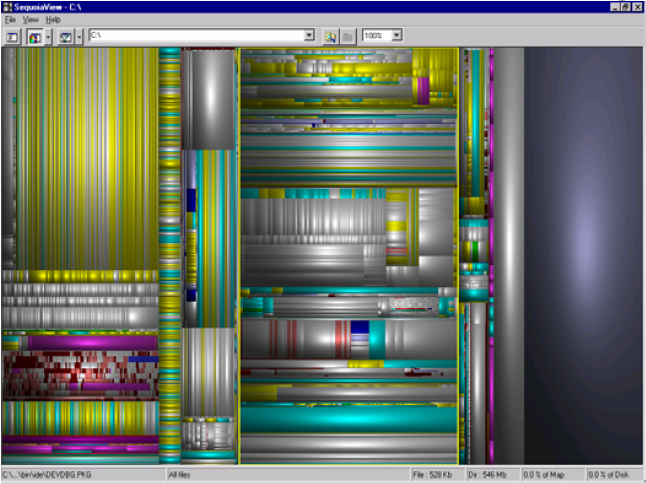 SequoiaView - C:\
File View Help
C:\ 100%
C:\...\bin\ide\DEVDBG.PKG All files File : 528 Kb Dir : 546 Mb 0.0 % of Map 0.0 % of Disk